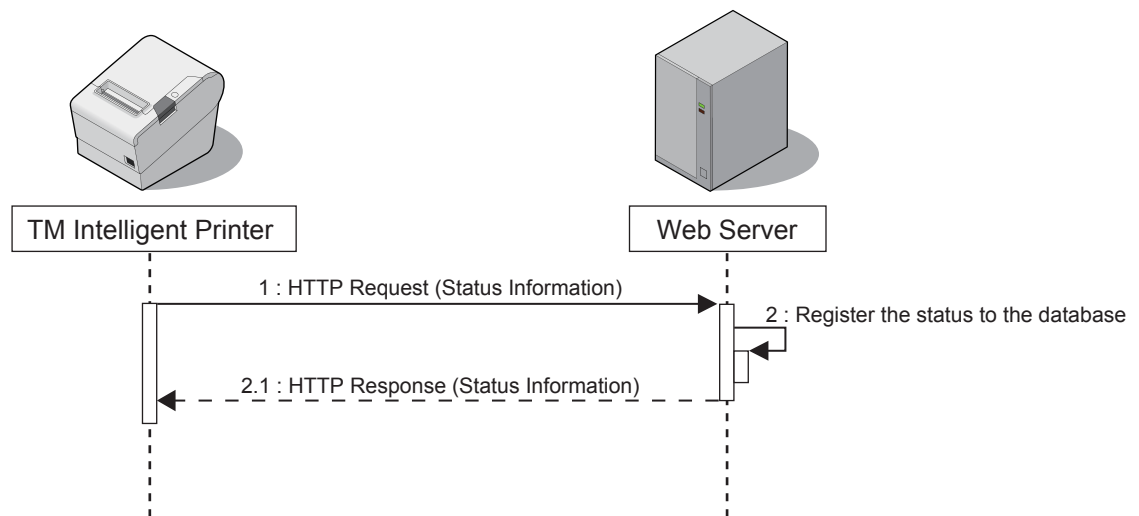 TM Intelligent Printer
Web Server
1 : HTTP Request (Status Information)
2 : Register the status to the database
2.1 : HTTP Response (Status Information)